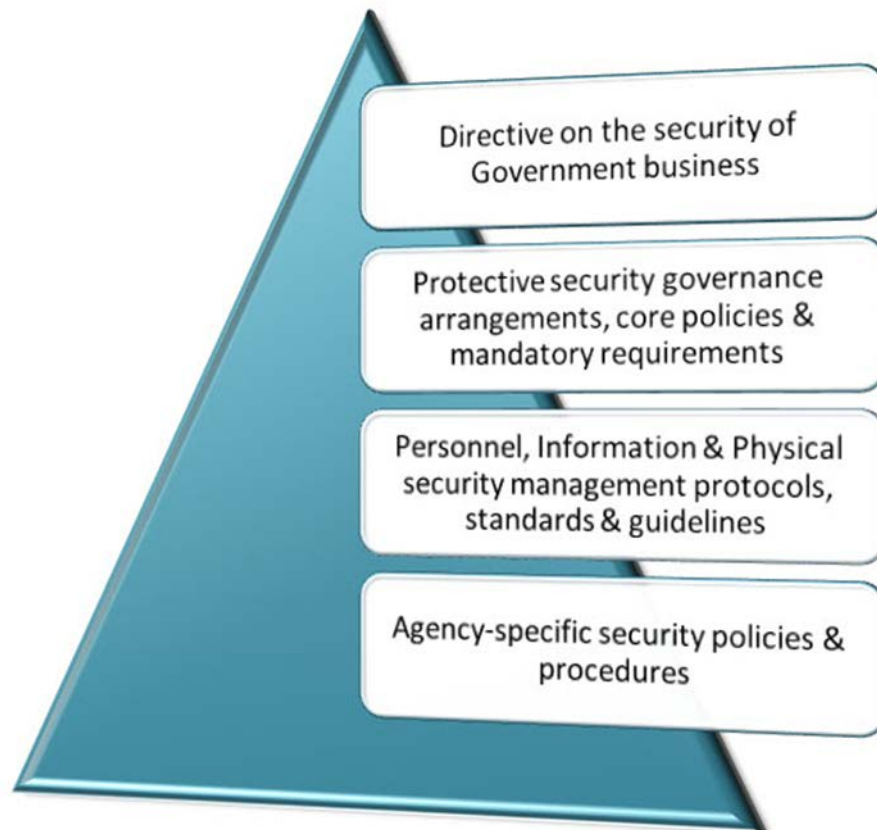 Directive on the security of
Government business
Protective security governance
arrangements, core policies &
mandatory requirements
Personnel, Information & Physical
security management protocols,
standards & guidelines
Agency-specific security policies &
procedures